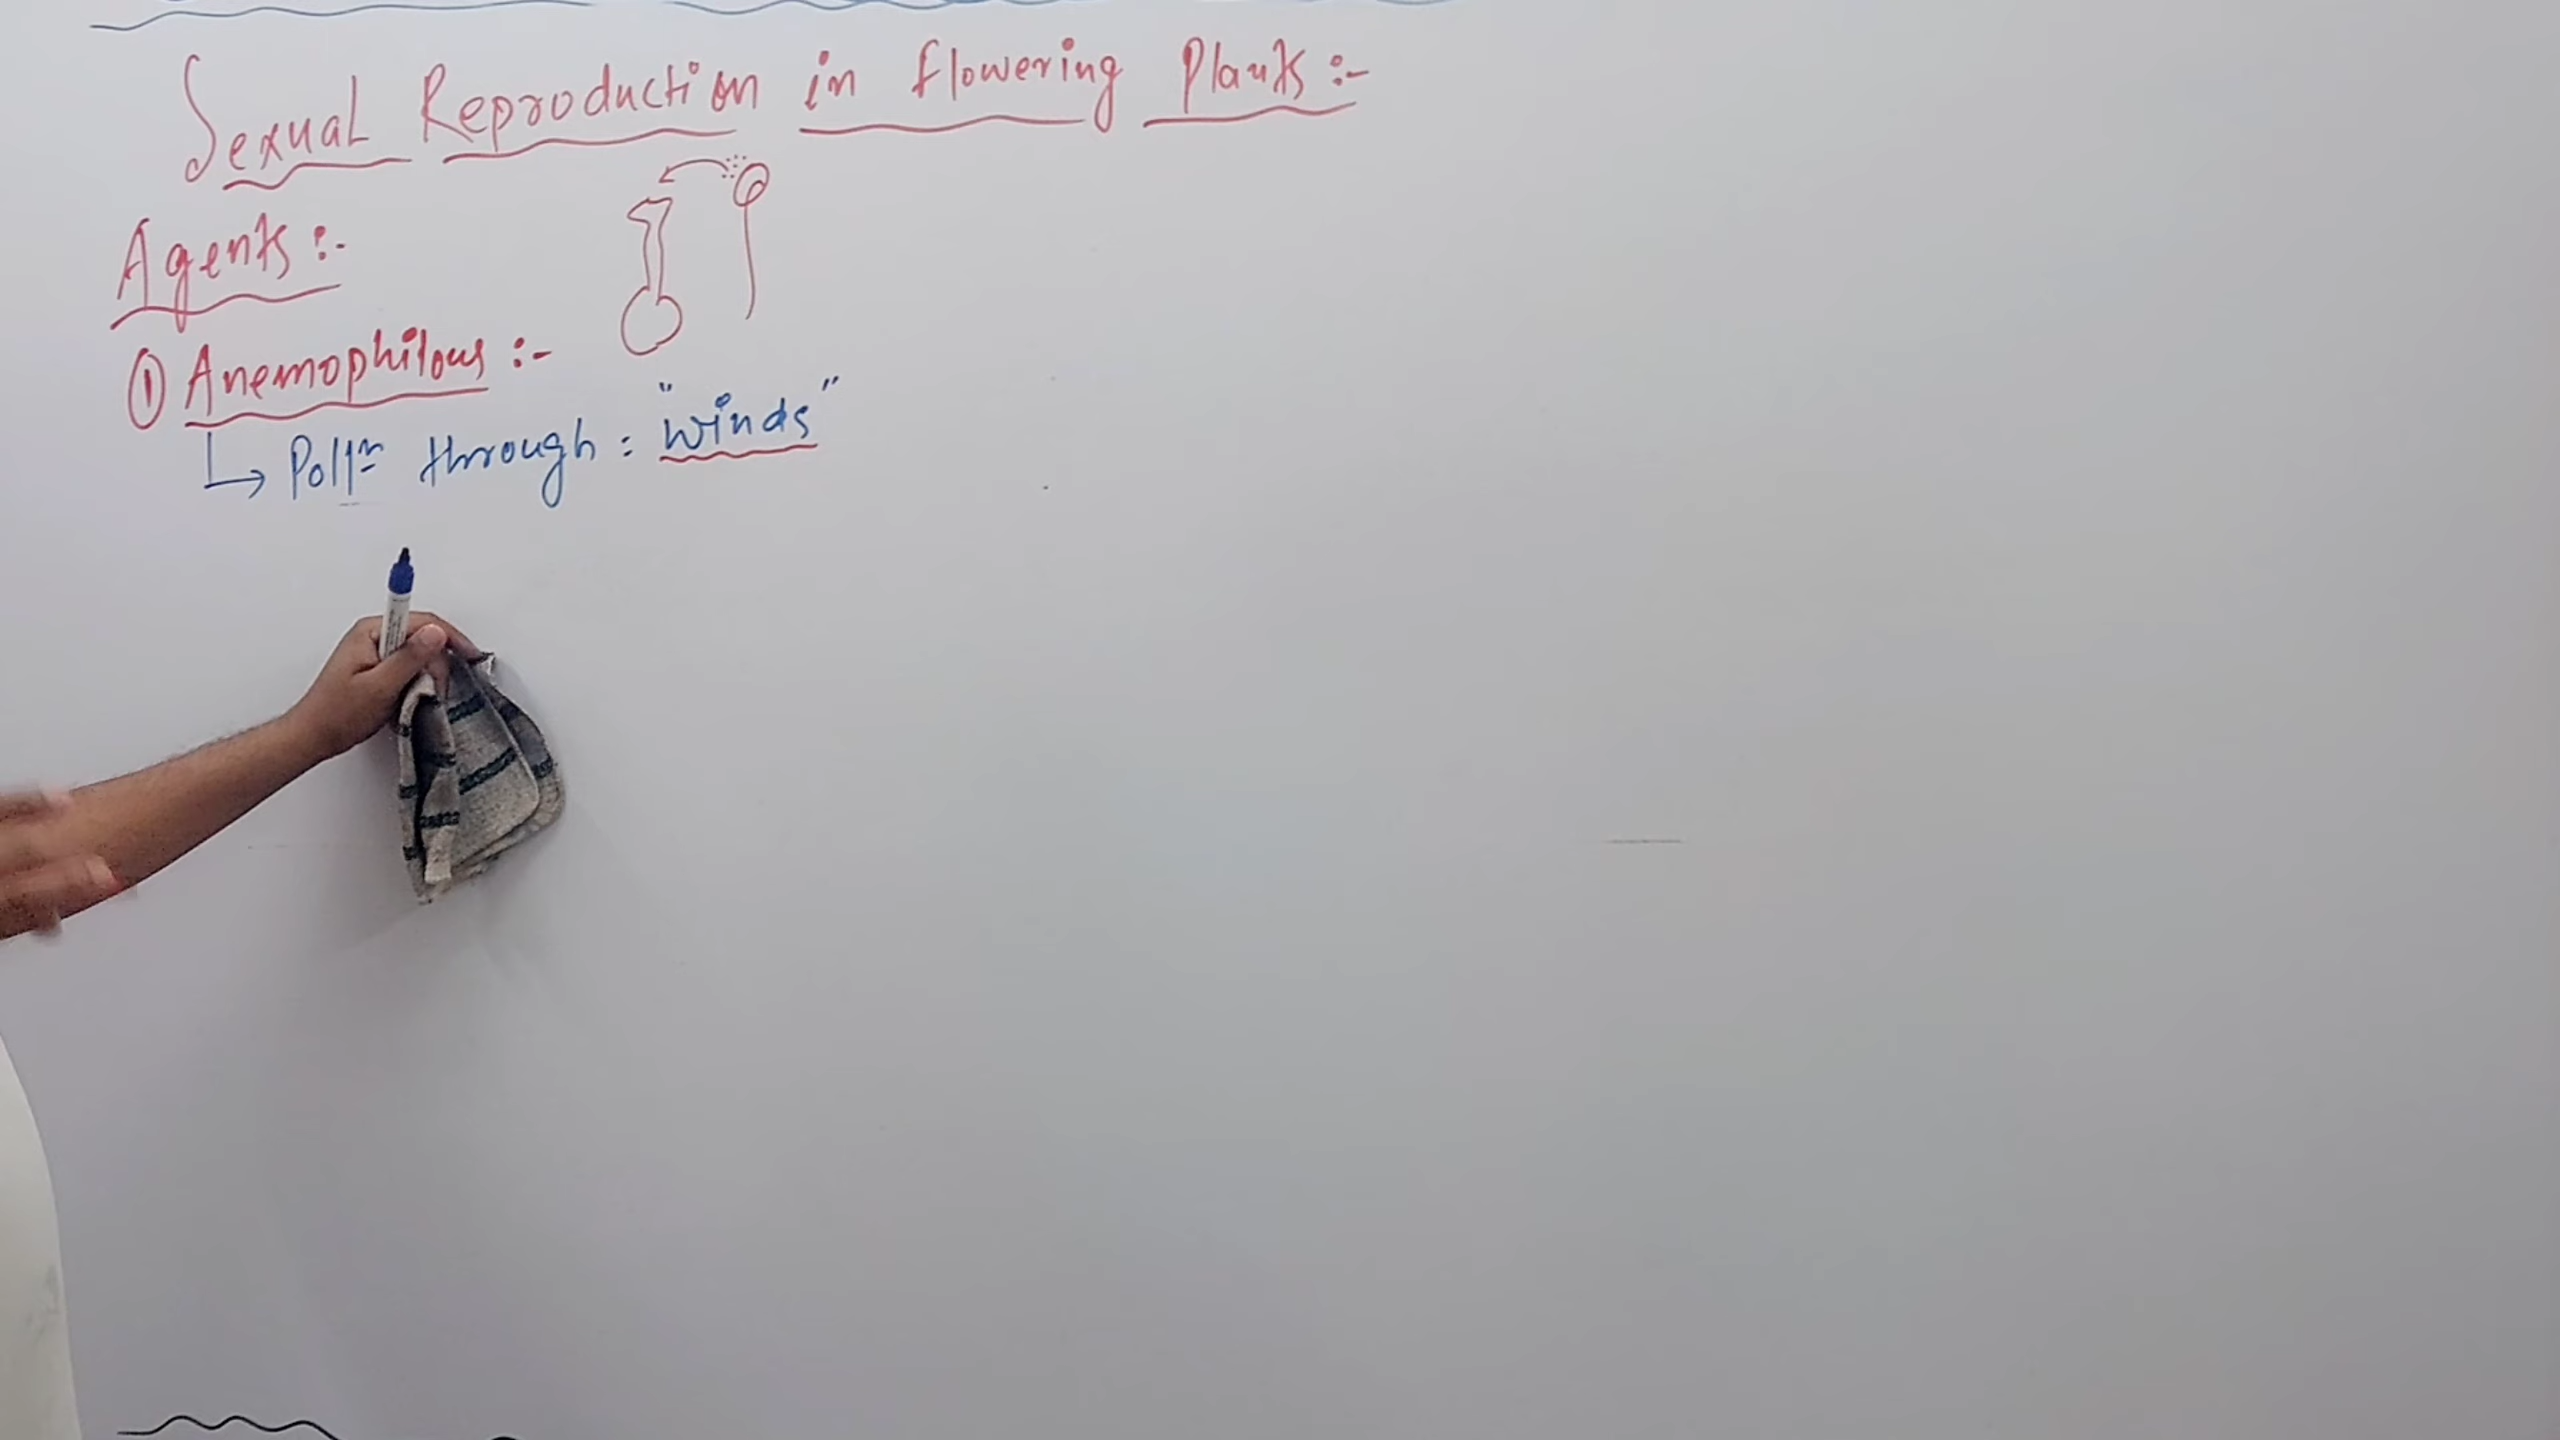 Sexual Reproduction in flowering Plants :-
Agents :-
① Anemophilous :-
↳ Pollⁿ through : "Winds"